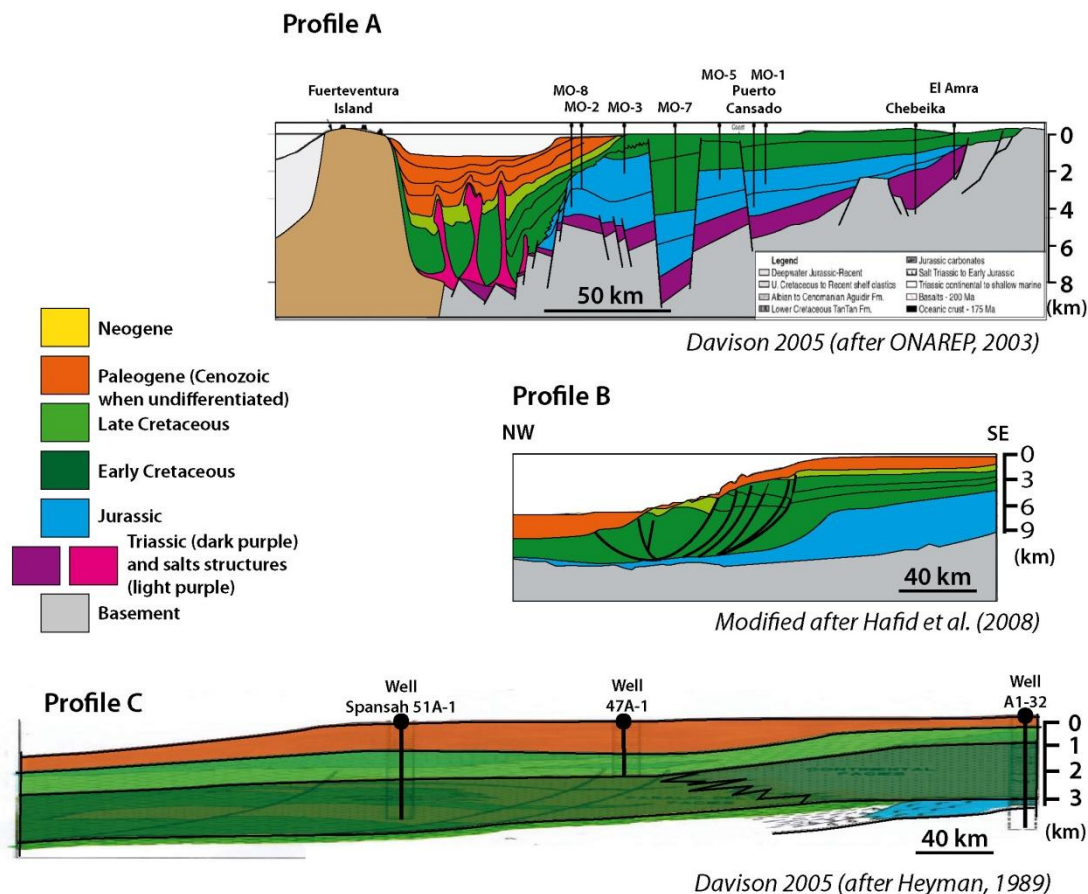 Profile A
Fuerteventura
Island
MO-8
MO-2
MO-3
MO-7
MO-5
MO-1
Puerto
Cansado
Coast
Chebeika
El Amra
0
2
4
6
8
(km)
50 km
Legend
Deepwater Jurassic-Recent
U. Cretaceous to Recent shelf clastics
Albian to Cenomanian Aguidir Fm.
Lower Cretaceous TanTan Fm.
Jurassic carbonates
Salt Triassic to Early Jurassic
Triassic continental to shallow marine
Basalts - 200 Ma
Oceanic crust - 175 Ma
Davison 2005 (after ONAREP, 2003)
Neogene
Paleogene (Cenozoic
when undifferentiated)
Late Cretaceous
Early Cretaceous
Jurassic
Triassic (dark purple)
and salts structures
(light purple)
Basement
Profile B
NW
SE
0
3
6
9
(km)
40 km
Modified after Hafid et al. (2008)
Profile C
Well
Spansah 51A-1
Well
47A-1
Well
A1-32
CONTINENTAL
FACIES
0
1
2
3
(km)
40 km
Davison 2005 (after Heyman, 1989)